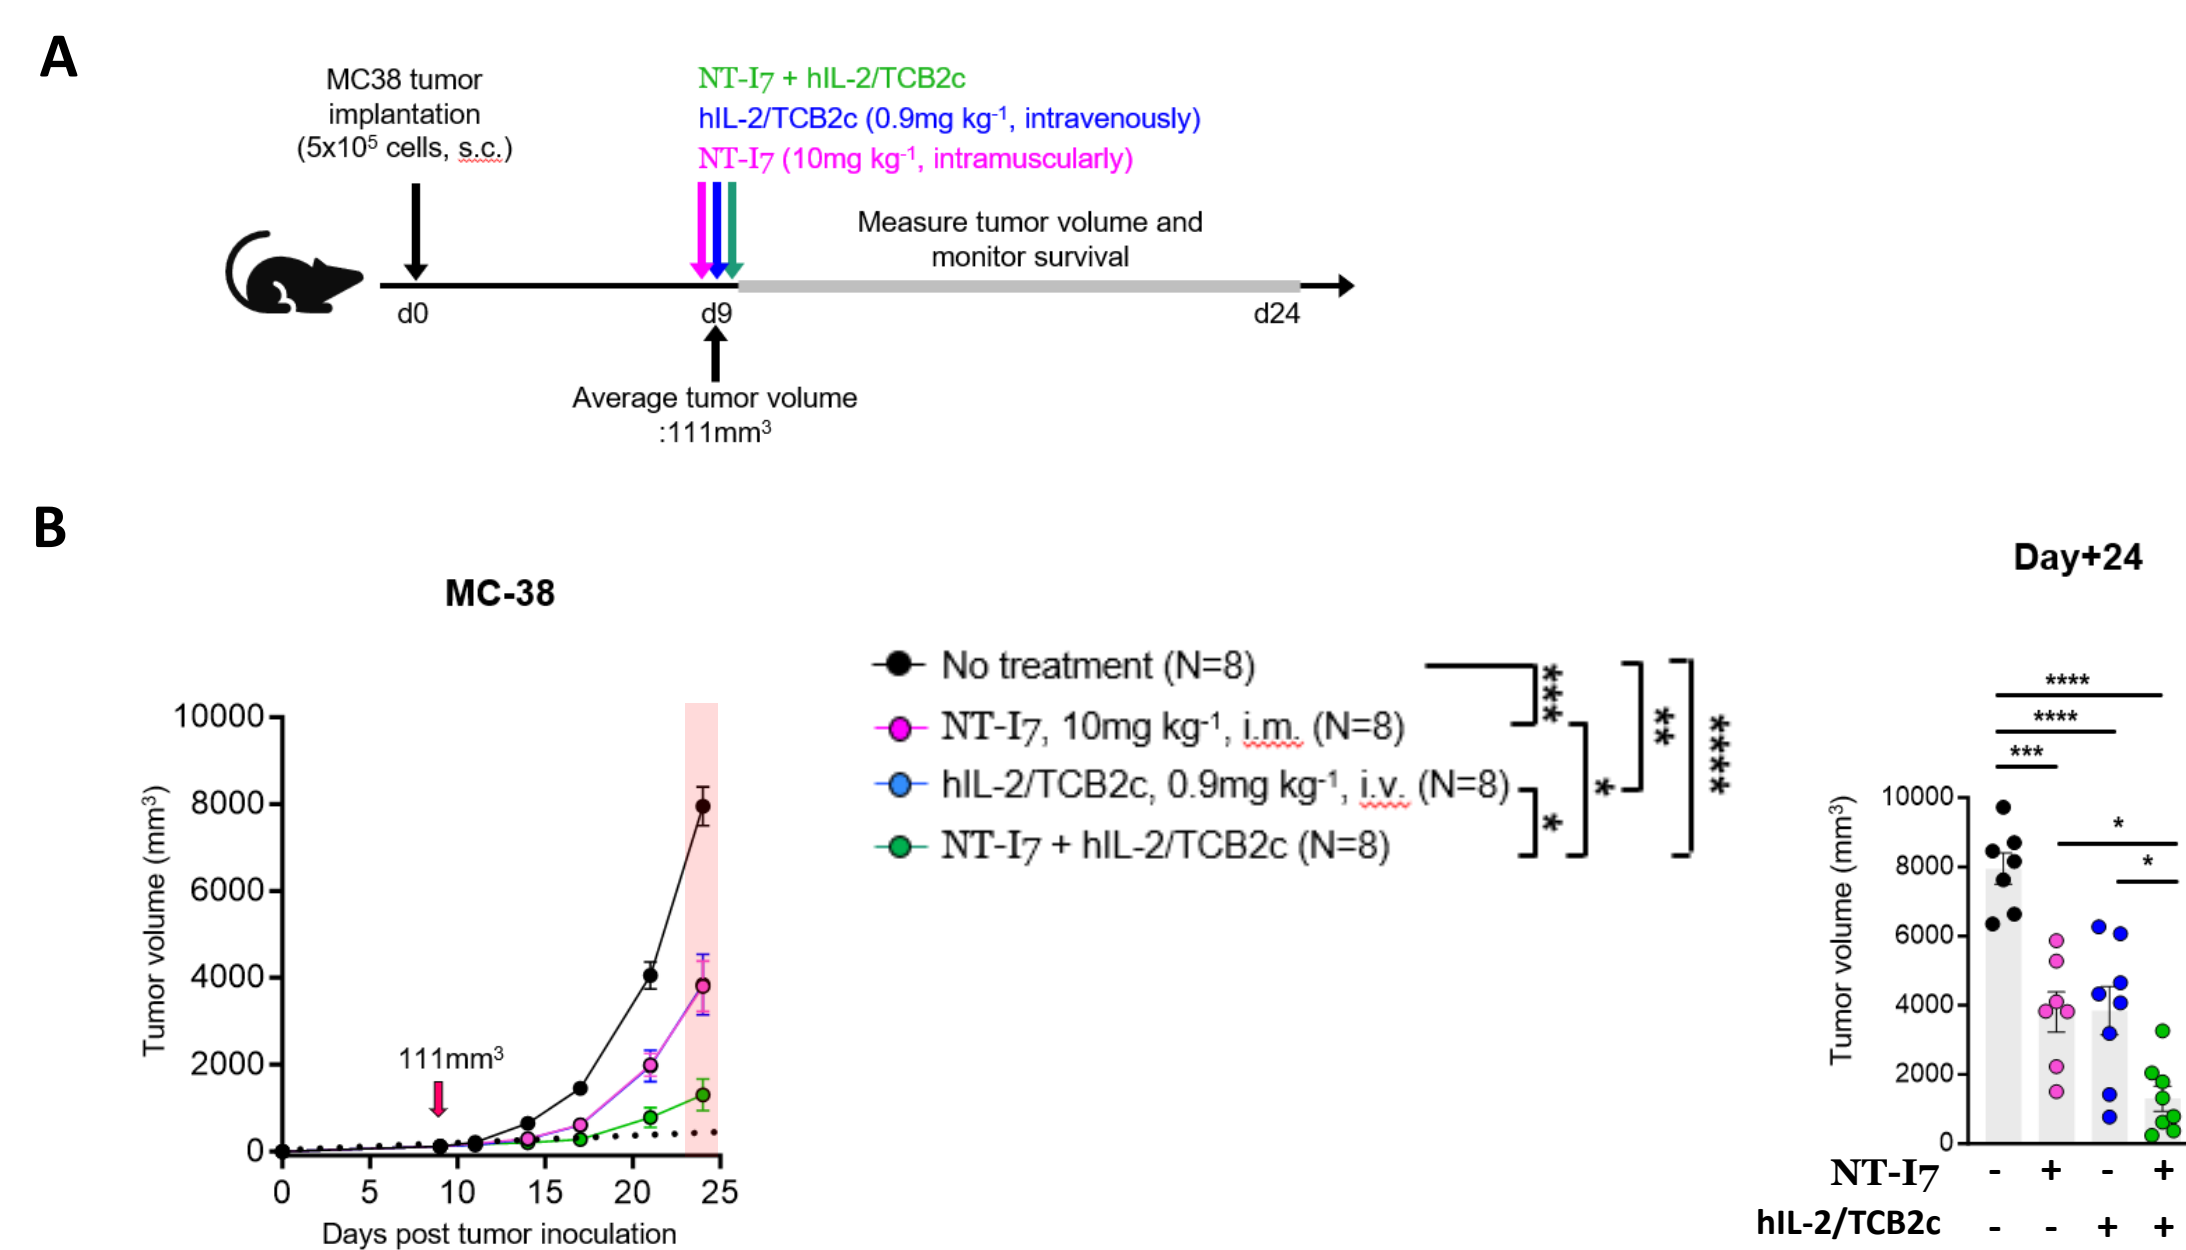 A
MC38 tumor
implantation
(5x10⁵ cells, s.c.)
NT-I7 + hIL-2/TCB2c
hIL-2/TCB2c (0.9mg kg⁻¹, intravenously)
NT-I7 (10mg kg⁻¹, intramuscularly)
Measure tumor volume and
monitor survival
d0
d9
d24
Average tumor volume
:111mm³
B
MC-38
Tumor volume (mm³)
10000
8000
6000
4000
2000
0
111mm³
0 5 10 15 20 25
Days post tumor inoculation
No treatment (N=8)
NT-I7, 10mg kg⁻¹, i.m. (N=8)
hIL-2/TCB2c, 0.9mg kg⁻¹, i.v. (N=8)
NT-I7 + hIL-2/TCB2c (N=8)
***
*
*
**
****
Day+24
****
****
***
*
*
Tumor volume (mm³)
10000
8000
6000
4000
2000
0
NT-I7 - + - +
hIL-2/TCB2c - - + +